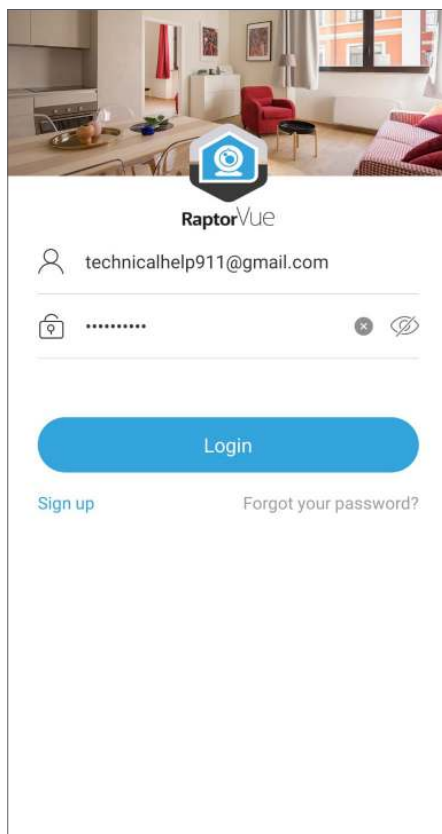 RaptorVue
technicalhelp911@gmail.com
••••••••••
Login
Sign up
Forgot your password?